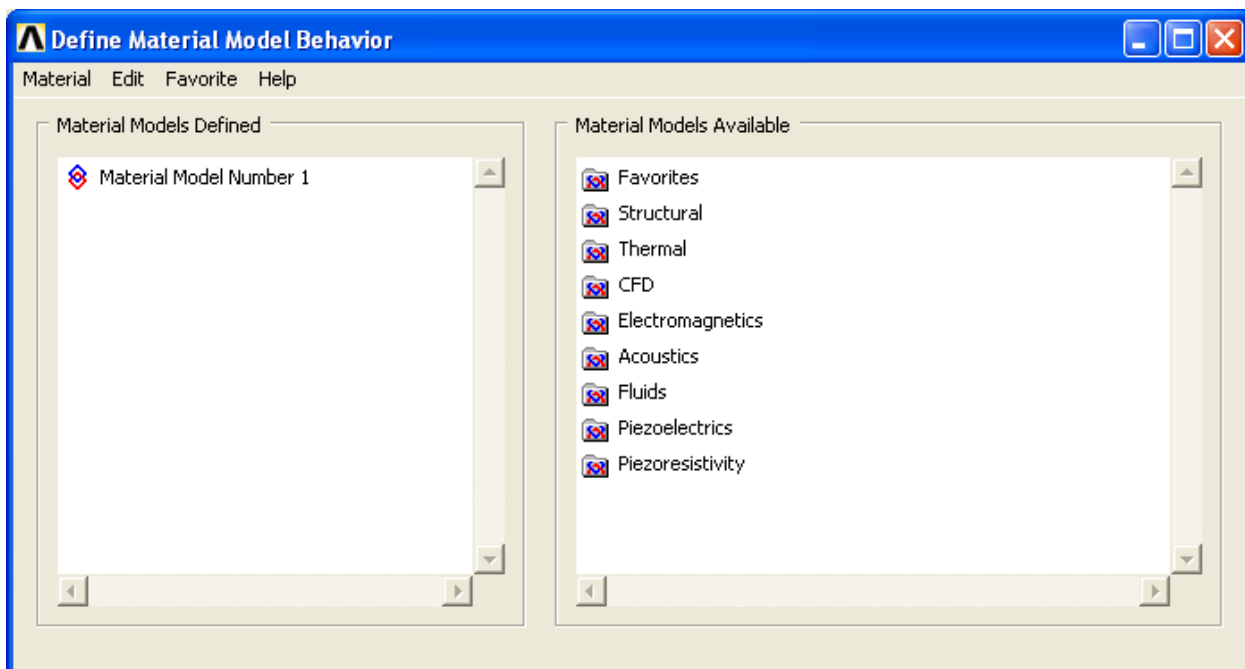 Define Material Model Behavior
Material Edit Favorite Help
Material Models Defined
Material Model Number 1
Material Models Available
Favorites
Structural
Thermal
CFD
Electromagnetics
Acoustics
Fluids
Piezoelectrics
Piezoresistivity